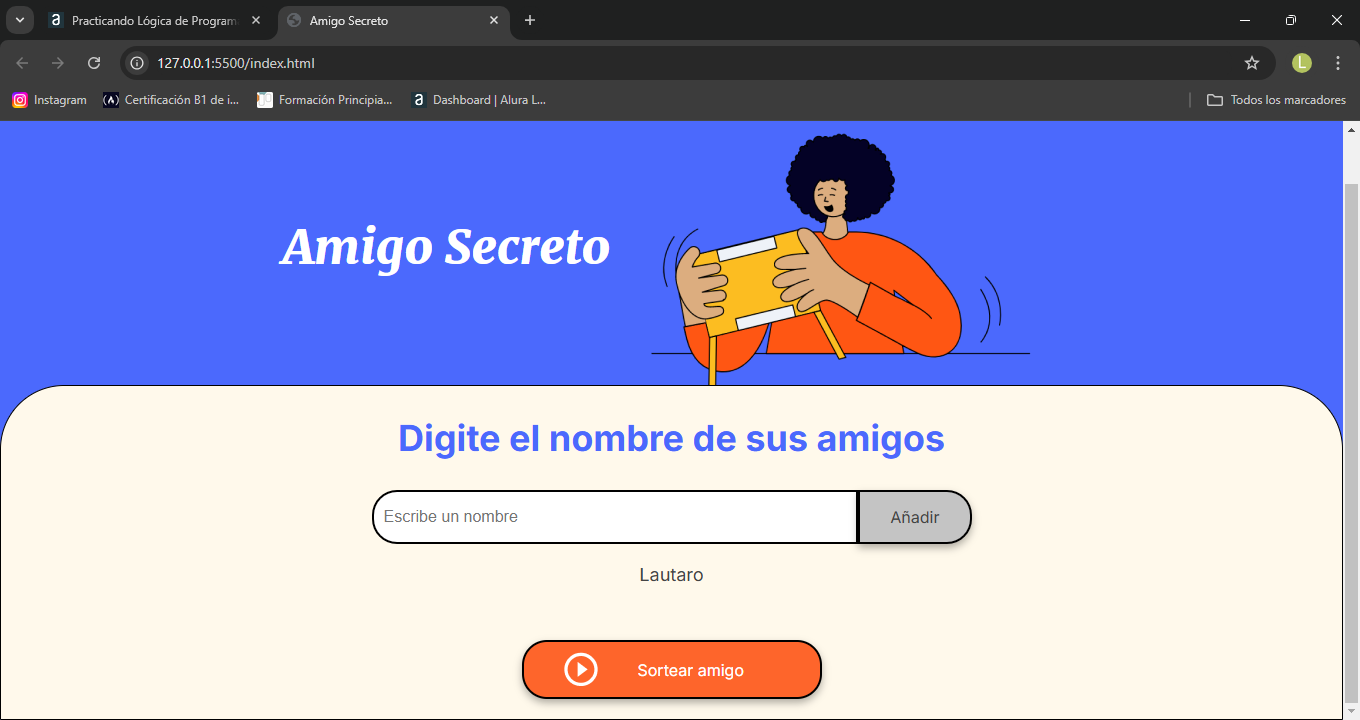 Practicando Lógica de Program
Amigo Secreto
127.0.0.1:5500/index.html
L
Instagram
Certificación B1 de i...
Formación Principia...
Dashboard | Alura L...
Todos los marcadores
Amigo Secreto
Digite el nombre de sus amigos
Escribe un nombre
Añadir
Lautaro
Sortear amigo